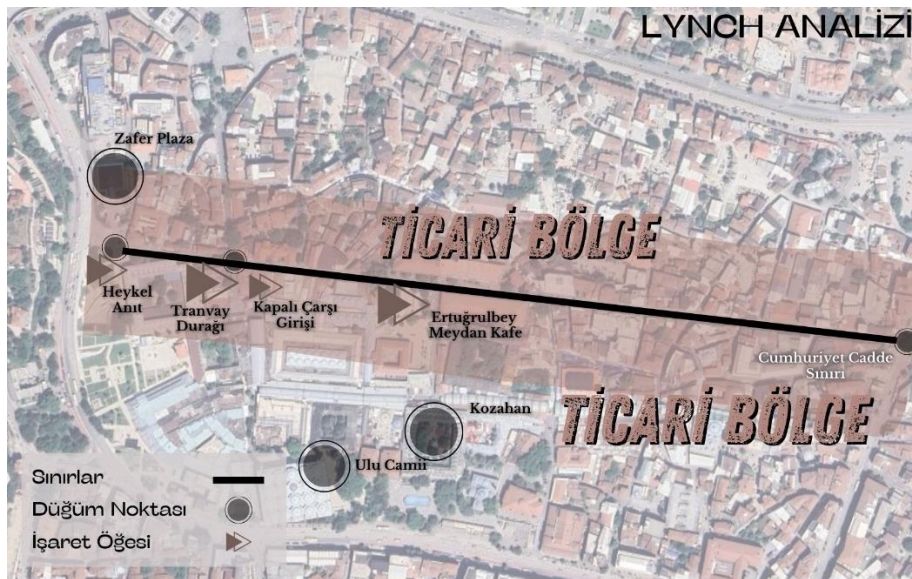 LYNCH ANALİZİ
Zafer Plaza
TİCARİ BÖLGE
Heykel
Anıt
Tranvay
Durağı
Kapalı Çarşı
Girişi
Ertuğrulbey
Meydan Kafe
Cumhuriyet Cadde
Sınırı
Kozahan
TİCARİ BÖLGE
Ulu Camii
Sınırlar
Düğüm Noktası
İşaret Öğesi